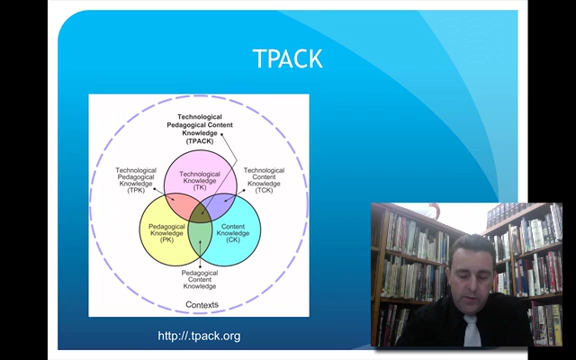 TPACK
Technological
Pedagogical Content
Knowledge
(TPACK)
Technological
Pedagogical
Knowledge
(TPK)
Technological
Knowledge
(TK)
Technological
Content
Knowledge
(TCK)
Pedagogical
Knowledge
(PK)
Content
Knowledge
(CK)
Pedagogical
Content
Knowledge
Contexts
http://.tpack.org